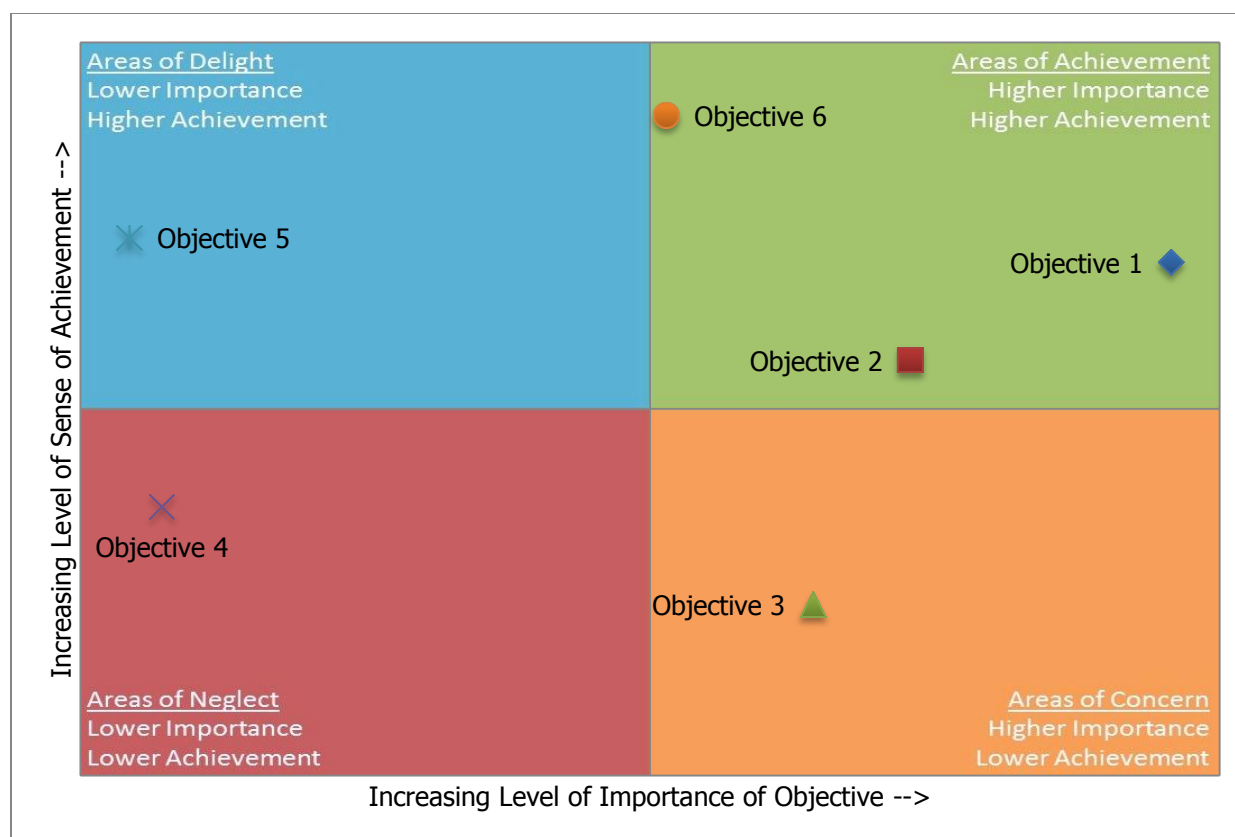 Areas of Delight
Lower Importance
Higher Achievement
Areas of Achievement
Higher Importance
Higher Achievement
Objective 6
Objective 5
Objective 1
Objective 2
Objective 4
Objective 3
Areas of Neglect
Lower Importance
Lower Achievement
Areas of Concern
Higher Importance
Lower Achievement
Increasing Level of Sense of Achievement -->
Increasing Level of Importance of Objective -->